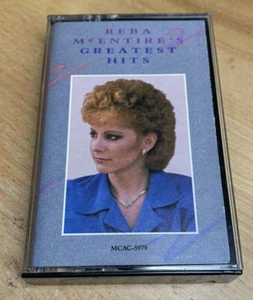 REBA
McENTIRE'S
GREATEST
HITS
MCAC-5979